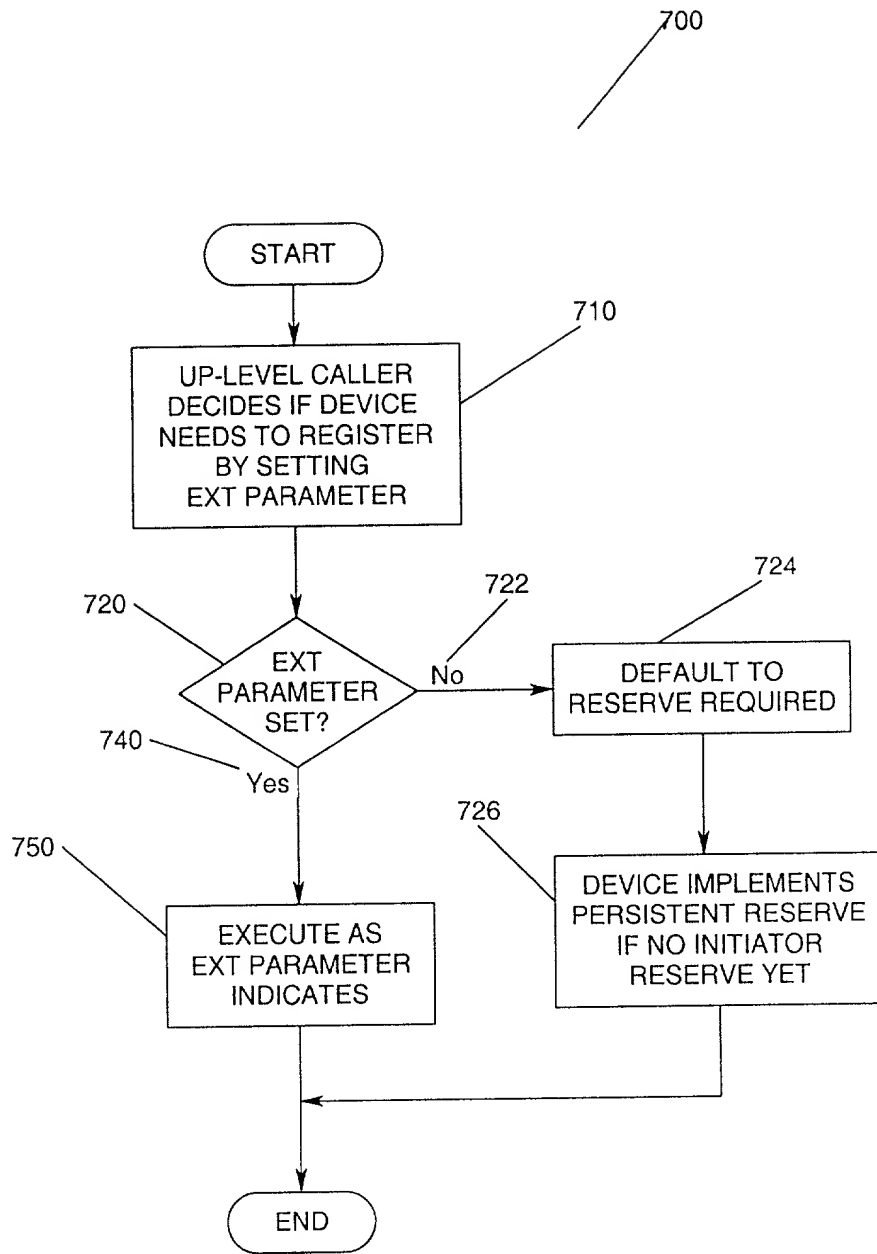 700
START
710
UP-LEVEL CALLER
DECIDES IF DEVICE
NEEDS TO REGISTER
BY SETTING
EXT PARAMETER
720
EXT
PARAMETER
SET?
722
No
724
DEFAULT TO
RESERVE REQUIRED
740
Yes
726
DEVICE IMPLEMENTS
PERSISTENT RESERVE
IF NO INITIATOR
RESERVE YET
750
EXECUTE AS
EXT PARAMETER
INDICATES
END